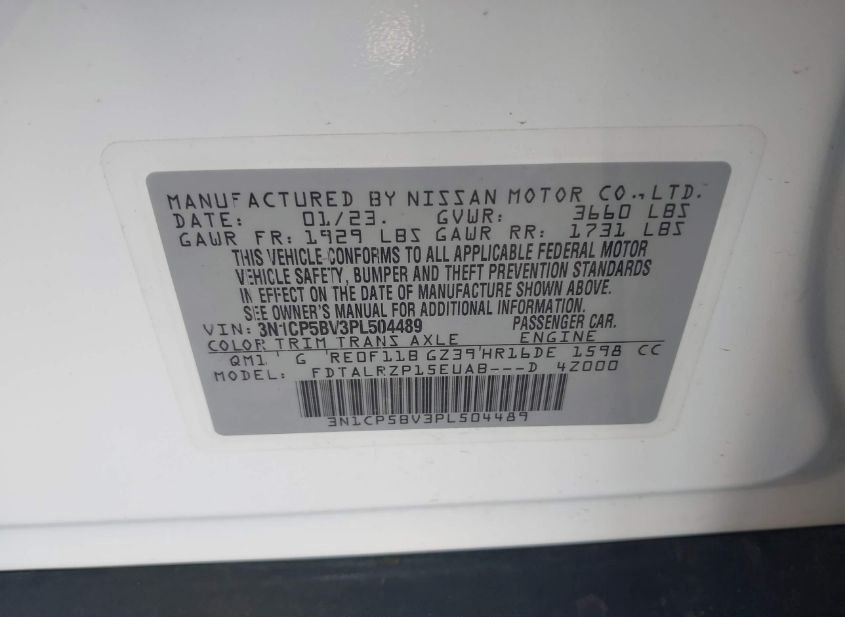 MANUFACTURED BY NISSAN MOTOR CO., LTD.
DATE: 01/23. GVWR: 3660 LBS
GAWR FR: 1929 LBS GAWR RR: 1731 LBS
THIS VEHICLE CONFORMS TO ALL APPLICABLE FEDERAL MOTOR
VEHICLE SAFETY, BUMPER AND THEFT PREVENTION STANDARDS
IN EFFECT ON THE DATE OF MANUFACTURE SHOWN ABOVE.
SEE OWNER'S MANUAL FOR ADDITIONAL INFORMATION.
VIN: 3N1CP5BV3PL504489 PASSENGER CAR.
COLOR TRIM TRANS AXLE ENGINE
QM1 G RE0F11B GZ39 HR16DE 1598 CC
MODEL: FDTALRZP15EUAB---D 4Z000
3N1CP5BV3PL504489